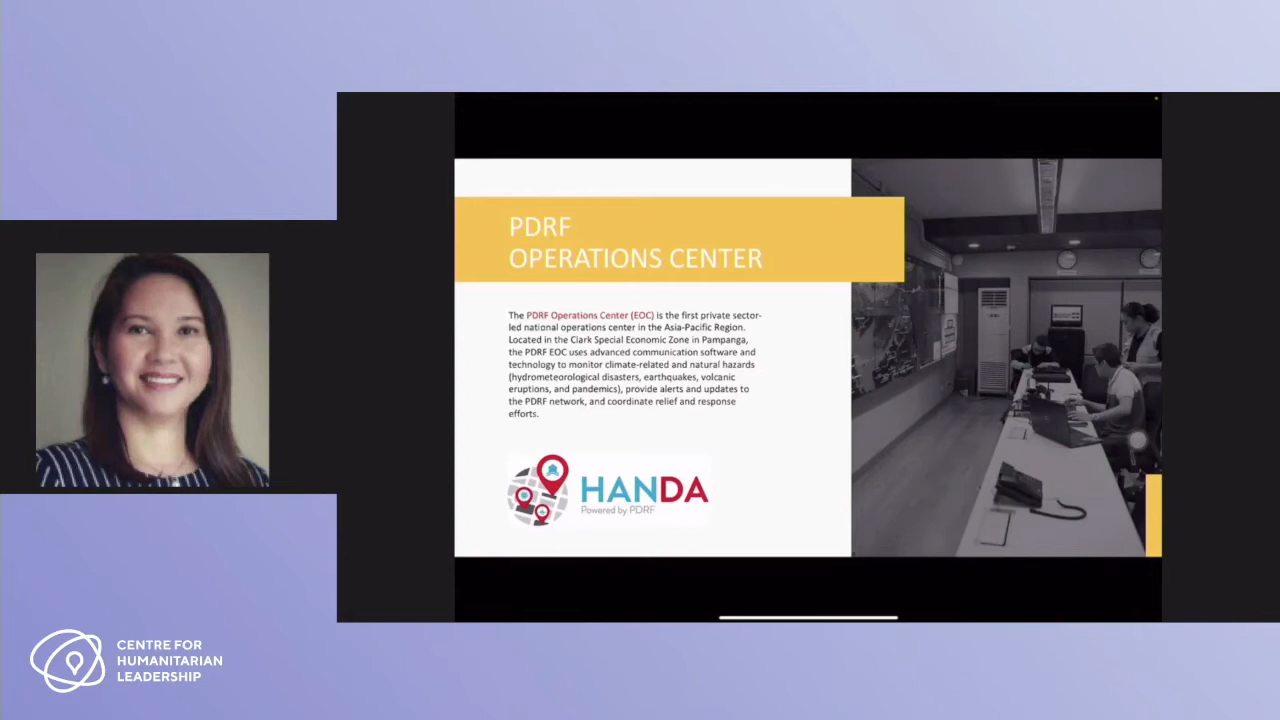 PDRF
OPERATIONS CENTER
The PDRF Operations Center (EOC) is the first private sector-
led national operations center in the Asia-Pacific Region.
Located in the Clark Special Economic Zone in Pampanga,
the PDRF EOC uses advanced communication software and
technology to monitor climate-related and natural hazards
(hydrometeorological disasters, earthquakes, volcanic
eruptions, and pandemics), provide alerts and updates to
the PDRF network, and coordinate relief and response
efforts.
HANDA
Powered by PDRF
CENTRE FOR
HUMANITARIAN
LEADERSHIP